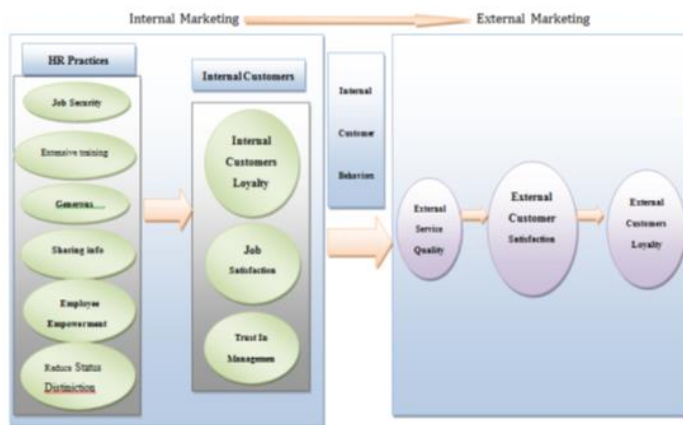 Internal Marketing
External Marketing
HR Practices
Job Security
Extensive training
Generous
Sharing info
Employee
Empowerment
Reduce Status
Distiniction
Internal Customers
Internal
Customers
Loyalty
Job
Satisfaction
Trust In
Managemen
Internal
Customer
Behaviors
External
Service
Quality
External
Customer
Satisfaction
External
Customers
Loyalty